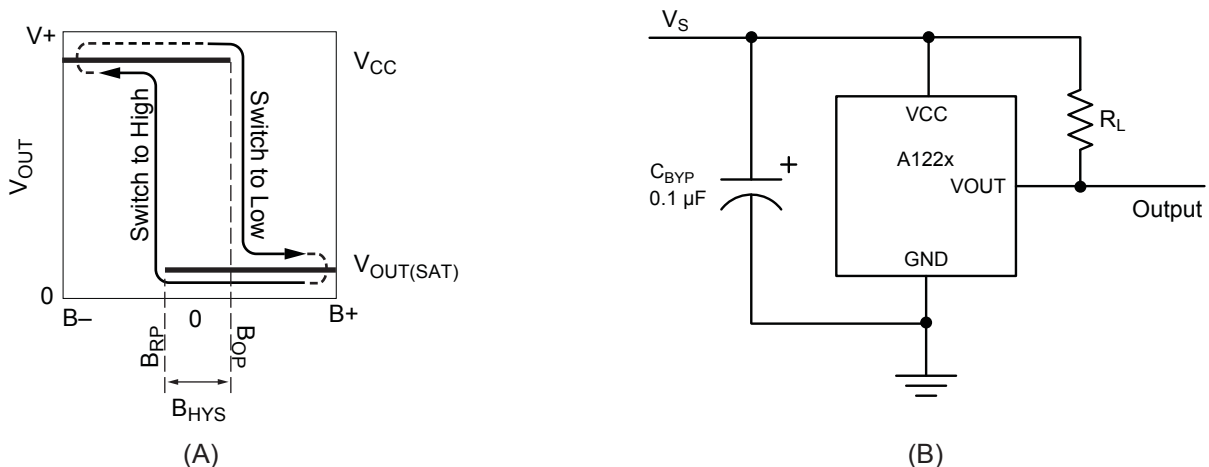 V+
VCC
Switch to High
Switch to Low
VOUT
VOUT(SAT)
0
B–
0
B+
BRP
BOP
BHYS
(A)
VS
VCC
RL
A122x
CBYP
0.1 µF
+
VOUT
Output
GND
(B)